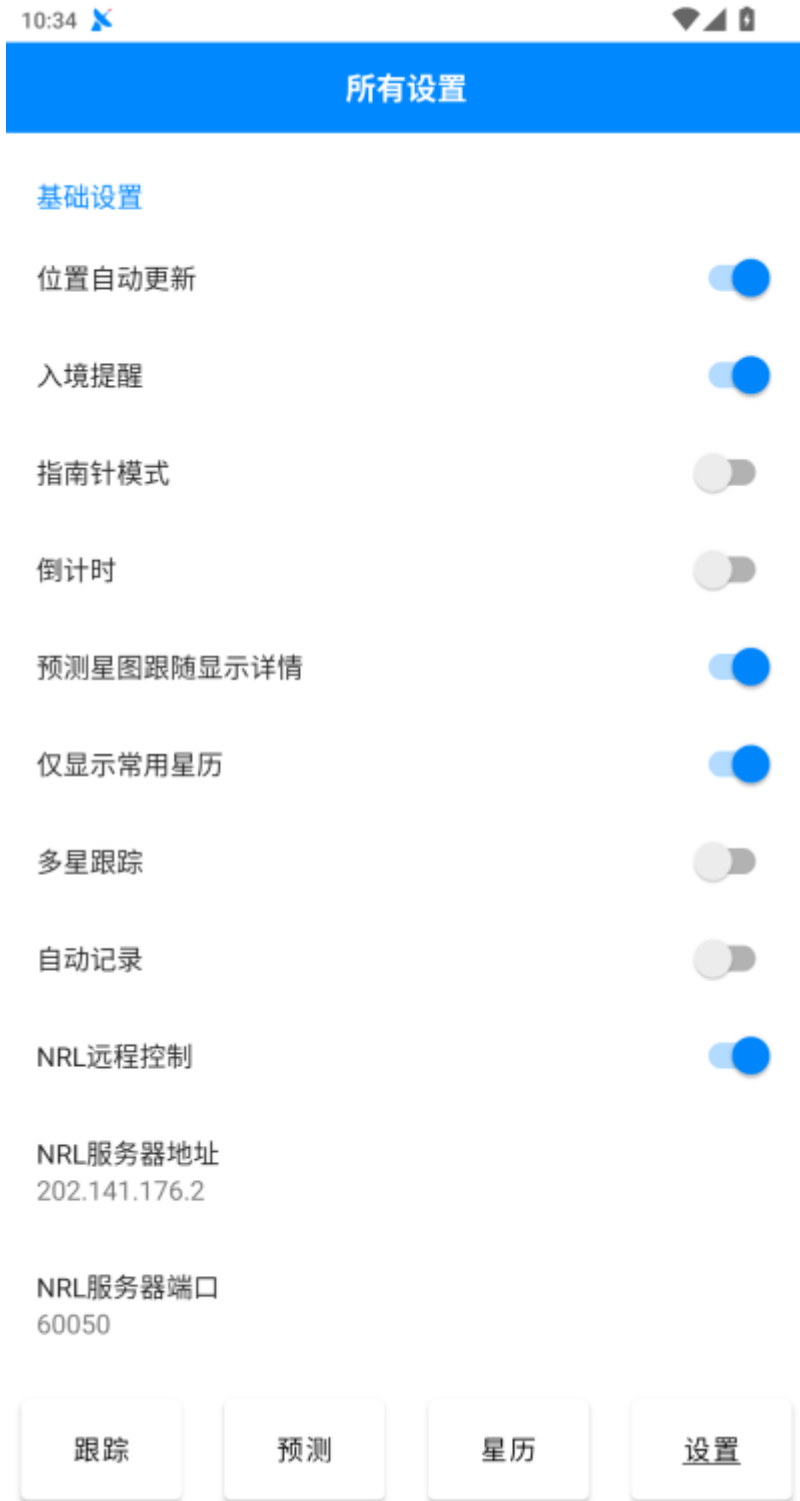 10:34
所有设置
基础设置
位置自动更新
入境提醒
指南针模式
倒计时
预测星图跟随显示详情
仅显示常用星历
多星跟踪
自动记录
NRL远程控制
NRL服务器地址
202.141.176.2
NRL服务器端口
60050
跟踪 预测 星历 设置